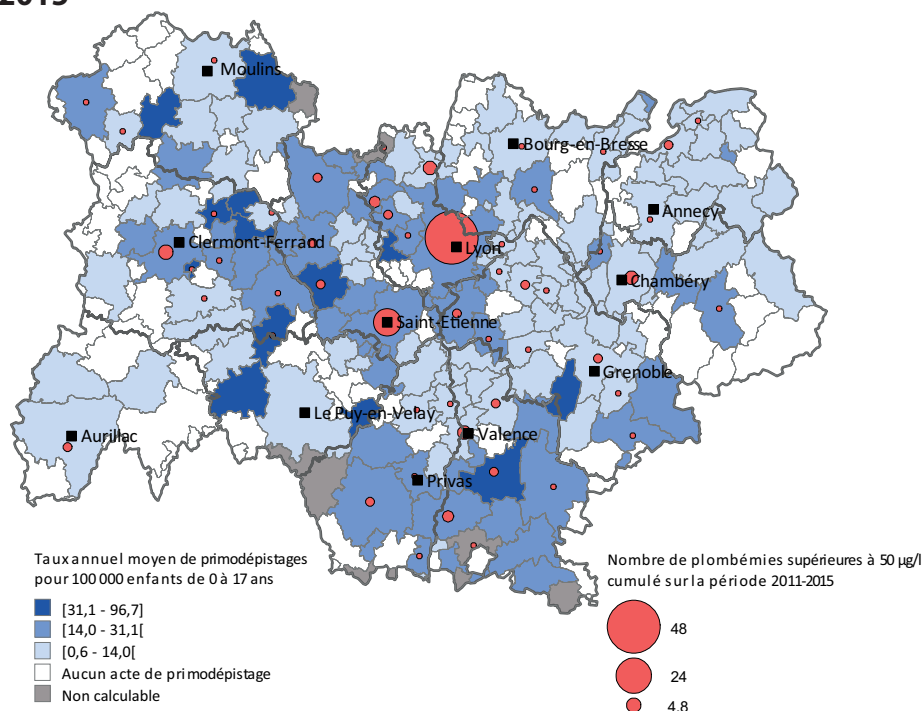 2015
Moulins
Bourg-en-Bresse
Annecy
Clermont-Ferrand
Lyon
Chambéry
Saint-Etienne
Grenoble
Le Puy-en-Velay
Aurillac
Valence
Privas
Taux annuel moyen de primodépistages
pour 100 000 enfants de 0 à 17 ans
[31,1 - 96,7]
[14,0 - 31,1[
[0,6 - 14,0[
Aucun acte de primodépistage
Non calculable
Nombre de plombémies supérieures à 50 µg/l
cumulé sur la période 2011-2015
48
24
4,8